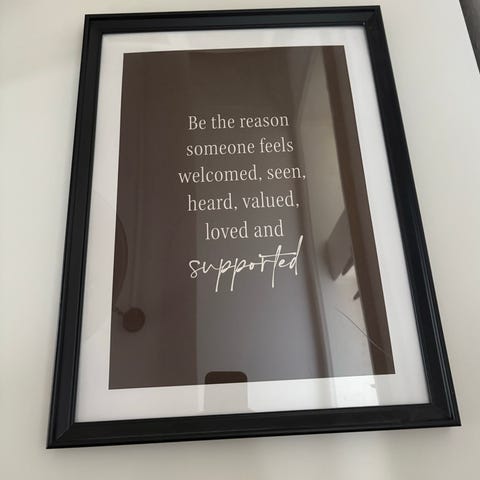 Be the reason
someone feels
welcomed, seen,
heard, valued,
loved and
supported